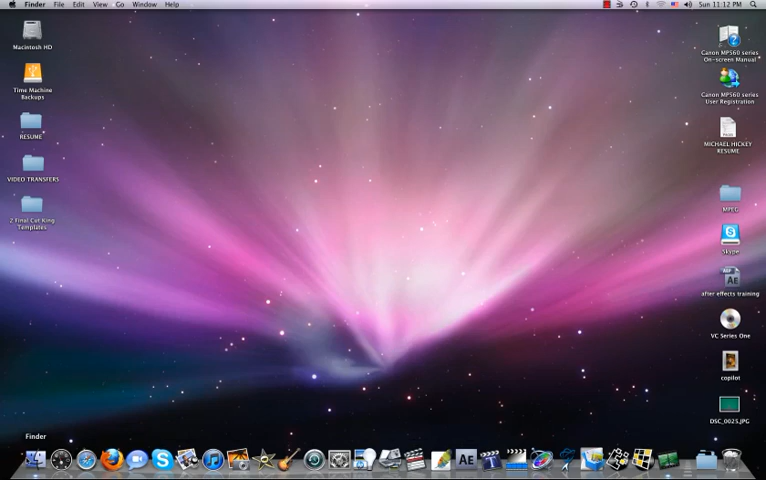 Finder File Edit View Go Window Help
Sun 11:12 PM
Macintosh HD
Time Machine
Backups
RESUME
VIDEO TRANSFERS
2 Final Cut King
Templates
Canon MP560 series
On-screen Manual
Canon MP560 series
User Registration
MICHAEL HICKEY
RESUME
MPEG
Skype
AE
after effects training
VC Series One
copilot
DSC_0025.JPG
Finder
AE